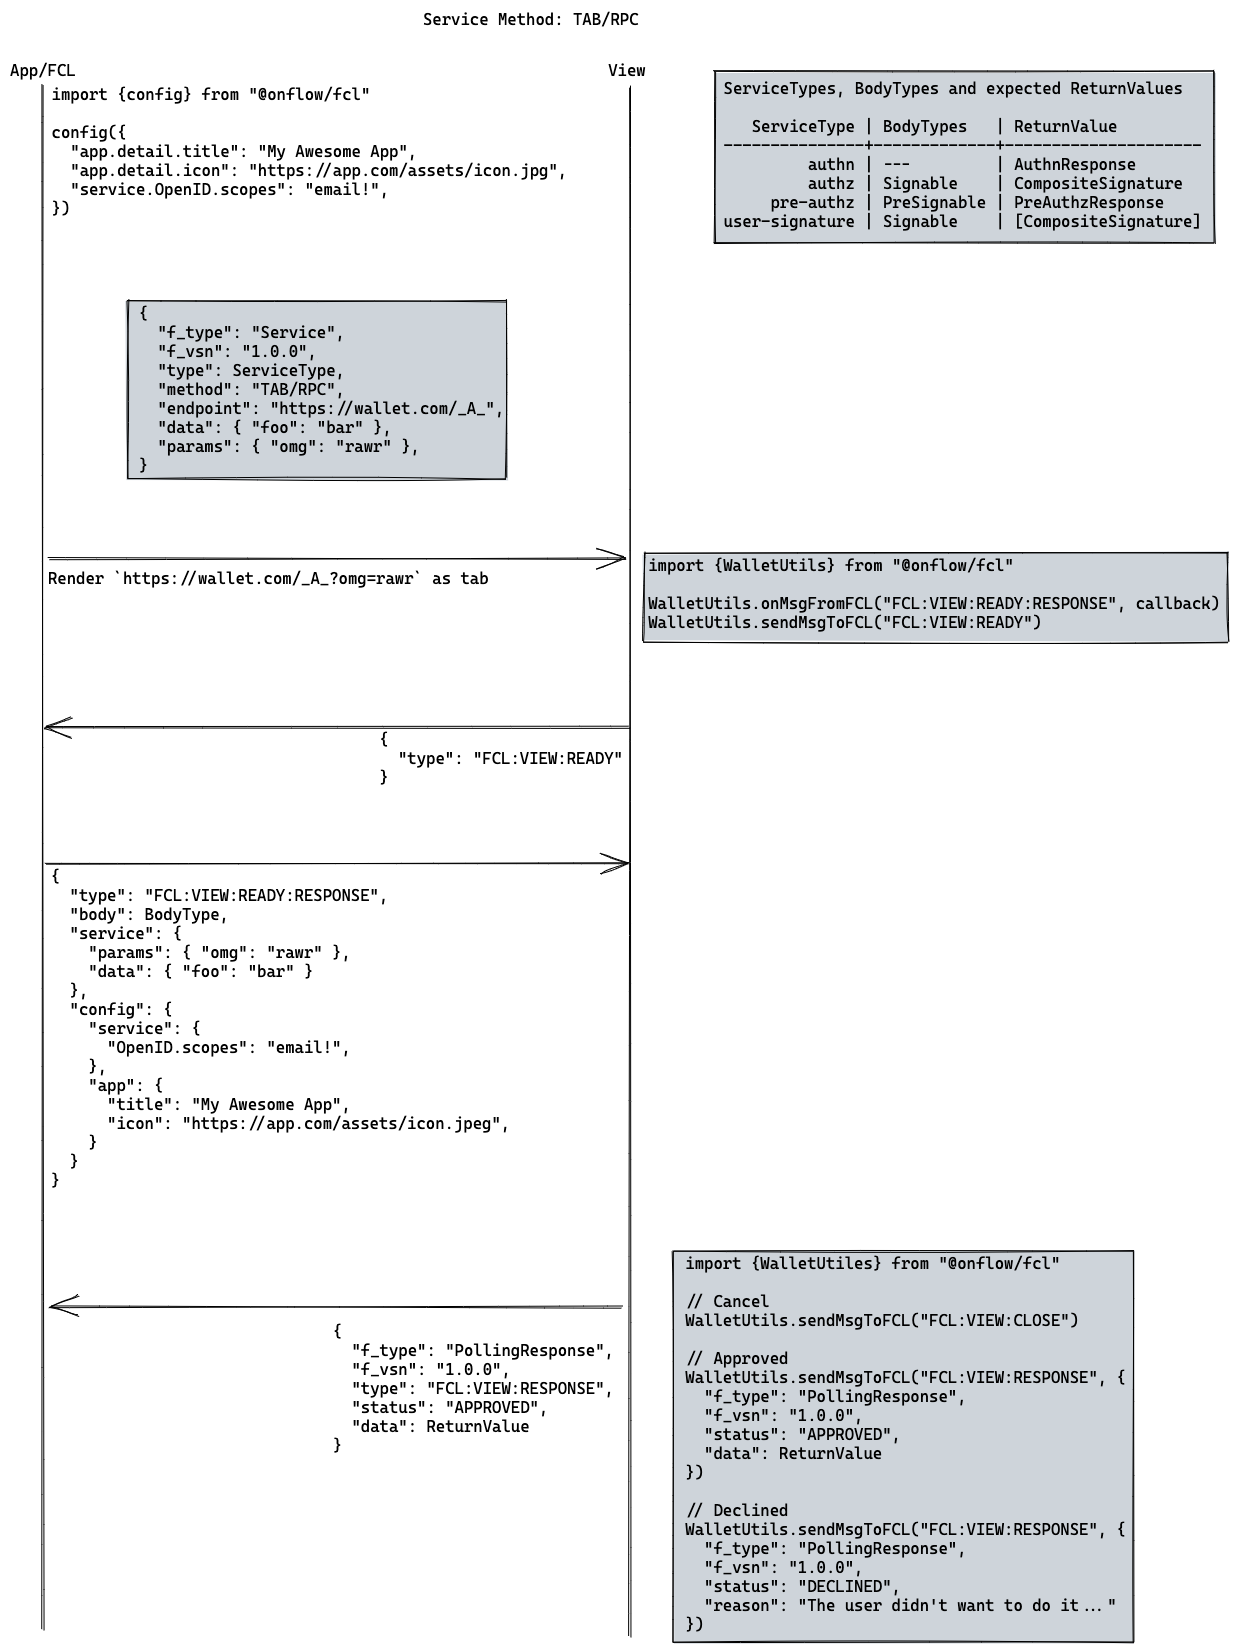 Service Method: TAB/RPC
App/FCL
View
import {config} from "@onflow/fcl"
config({
  "app.detail.title": "My Awesome App",
  "app.detail.icon": "https://app.com/assets/icon.jpg",
  "service.OpenID.scopes": "email!",
})
ServiceTypes, BodyTypes and expected ReturnValues
   ServiceType | BodyTypes   | ReturnValue
---------------+-------------+---------------------
         authn | ---         | AuthnResponse
         authz | Signable    | CompositeSignature
     pre-authz | PreSignable | PreAuthzResponse
user-signature | Signable    | [CompositeSignature]
{
  "f_type": "Service",
  "f_vsn": "1.0.0",
  "type": ServiceType,
  "method": "TAB/RPC",
  "endpoint": "https://wallet.com/_A_",
  "data": { "foo": "bar" },
  "params": { "omg": "rawr" },
}
Render `https://wallet.com/_A_?omg=rawr` as tab
import {WalletUtils} from "@onflow/fcl"
WalletUtils.onMsgFromFCL("FCL:VIEW:READY:RESPONSE", callback)
WalletUtils.sendMsgToFCL("FCL:VIEW:READY")
{
  "type": "FCL:VIEW:READY"
}
{
  "type": "FCL:VIEW:READY:RESPONSE",
  "body": BodyType,
  "service": {
    "params": { "omg": "rawr" },
    "data": { "foo": "bar" }
  },
  "config": {
    "service": {
      "OpenID.scopes": "email!",
    },
    "app": {
      "title": "My Awesome App",
      "icon": "https://app.com/assets/icon.jpeg",
    }
  }
}
{
  "f_type": "PollingResponse",
  "f_vsn": "1.0.0",
  "type": "FCL:VIEW:RESPONSE",
  "status": "APPROVED",
  "data": ReturnValue
}
import {WalletUtiles} from "@onflow/fcl"
// Cancel
WalletUtils.sendMsgToFCL("FCL:VIEW:CLOSE")
// Approved
WalletUtils.sendMsgToFCL("FCL:VIEW:RESPONSE", {
  "f_type": "PollingResponse",
  "f_vsn": "1.0.0",
  "status": "APPROVED",
  "data": ReturnValue
})
// Declined
WalletUtils.sendMsgToFCL("FCL:VIEW:RESPONSE", {
  "f_type": "PollingResponse",
  "f_vsn": "1.0.0",
  "status": "DECLINED",
  "reason": "The user didn't want to do it..."
})